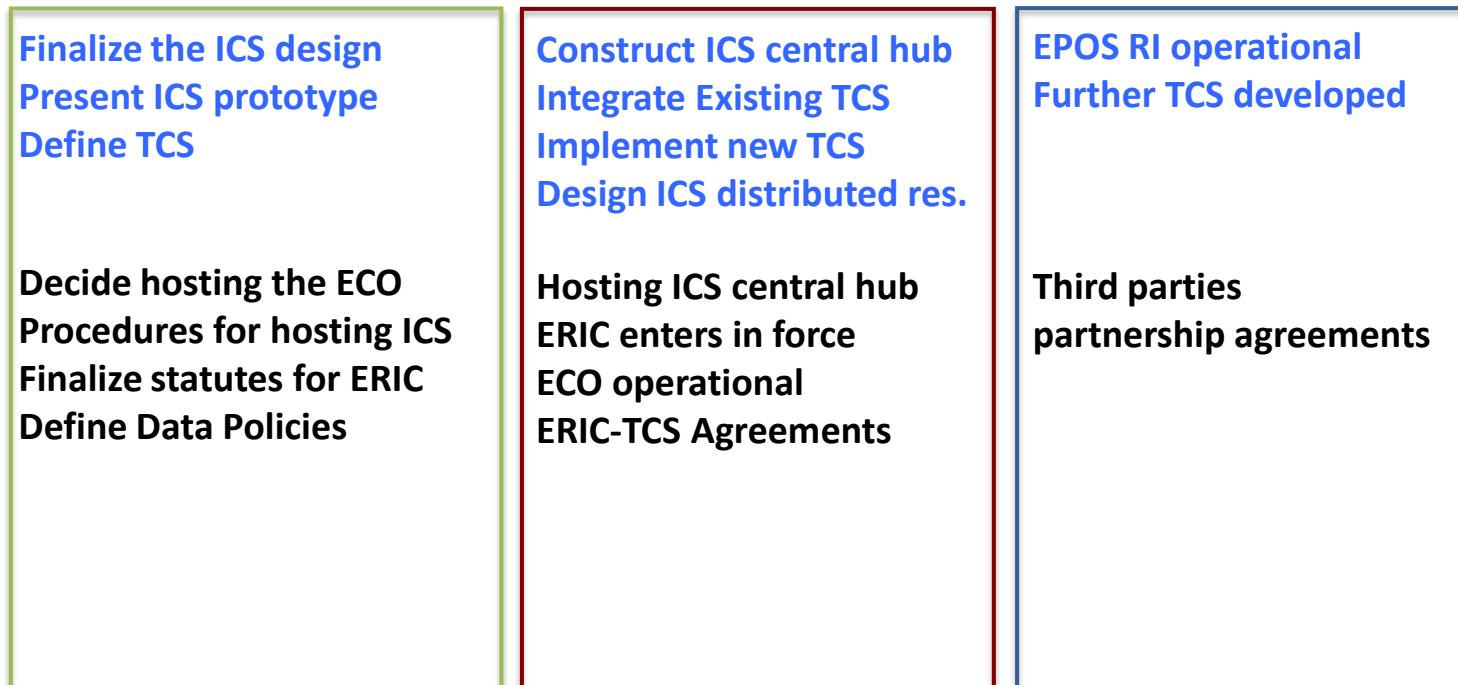 Finalize the ICS design
Present ICS prototype
Define TCS
Decide hosting the ECO
Procedures for hosting ICS
Finalize statutes for ERIC
Define Data Policies
Construct ICS central hub
Integrate Existing TCS
Implement new TCS
Design ICS distributed res.
Hosting ICS central hub
ERIC enters in force
ECO operational
ERIC-TCS Agreements
EPOS RI operational
Further TCS developed
Third parties
partnership agreements